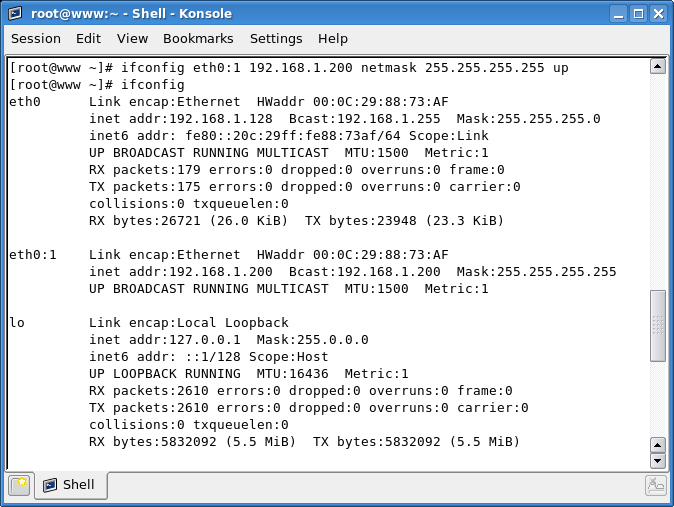 root@www:~ - Shell - Konsole
Session Edit View Bookmarks Settings Help
[root@www ~]# ifconfig eth0:1 192.168.1.200 netmask 255.255.255.255 up
[root@www ~]# ifconfig
eth0      Link encap:Ethernet  HWaddr 00:0C:29:88:73:AF
          inet addr:192.168.1.128  Bcast:192.168.1.255  Mask:255.255.255.0
          inet6 addr: fe80::20c:29ff:fe88:73af/64 Scope:Link
          UP BROADCAST RUNNING MULTICAST  MTU:1500  Metric:1
          RX packets:179 errors:0 dropped:0 overruns:0 frame:0
          TX packets:175 errors:0 dropped:0 overruns:0 carrier:0
          collisions:0 txqueuelen:0
          RX bytes:26721 (26.0 KiB)  TX bytes:23948 (23.3 KiB)
eth0:1    Link encap:Ethernet  HWaddr 00:0C:29:88:73:AF
          inet addr:192.168.1.200  Bcast:192.168.1.200  Mask:255.255.255.255
          UP BROADCAST RUNNING MULTICAST  MTU:1500  Metric:1
lo        Link encap:Local Loopback
          inet addr:127.0.0.1  Mask:255.0.0.0
          inet6 addr: ::1/128 Scope:Host
          UP LOOPBACK RUNNING  MTU:16436  Metric:1
          RX packets:2610 errors:0 dropped:0 overruns:0 frame:0
          TX packets:2610 errors:0 dropped:0 overruns:0 carrier:0
          collisions:0 txqueuelen:0
          RX bytes:5832092 (5.5 MiB)  TX bytes:5832092 (5.5 MiB)
Shell